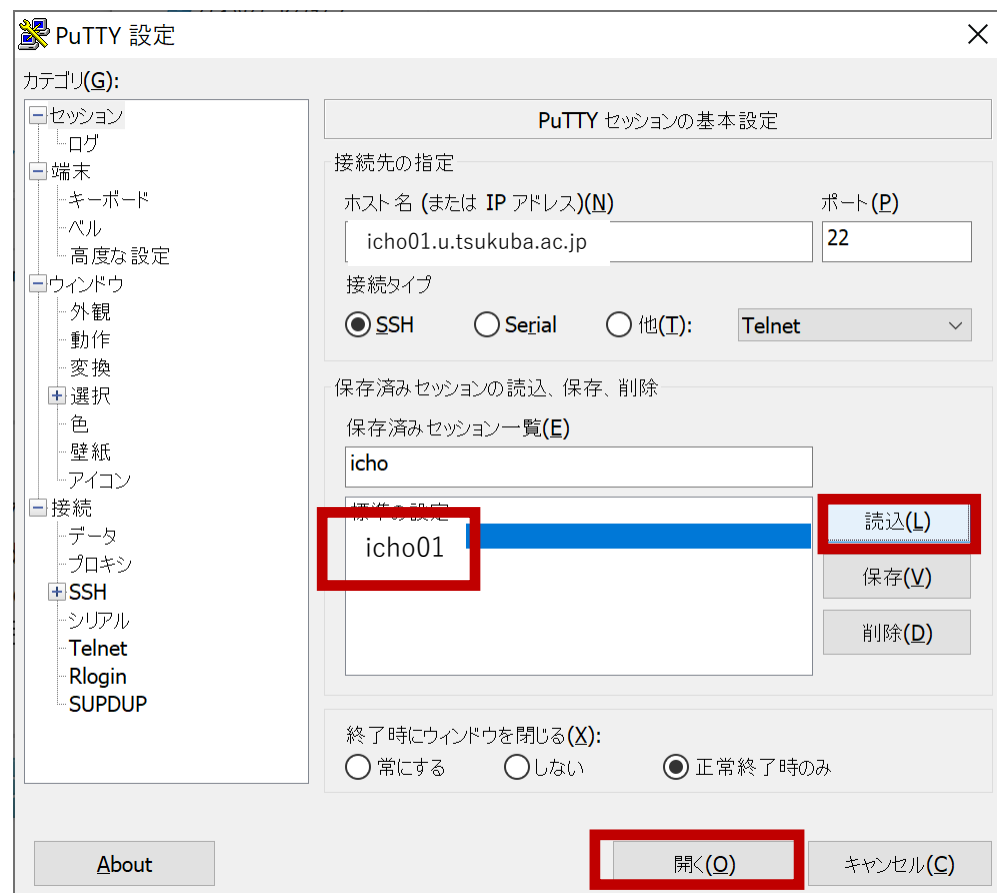 PuTTY 設定
カテゴリ(G):
セッション
ログ
端末
キーボード
ベル
高度な設定
ウィンドウ
外観
動作
変換
選択
色
壁紙
アイコン
接続
データ
プロキシ
SSH
シリアル
Telnet
Rlogin
SUPDUP
PuTTY セッションの基本設定
接続先の指定
ホスト名 (または IP アドレス)(N)
ポート(P)
icho01.u.tsukuba.ac.jp
22
接続タイプ
SSH
Serial
他(T):
Telnet
保存済みセッションの読込、保存、削除
保存済みセッション一覧(E)
icho
標準の設定
icho01
読込(L)
保存(V)
削除(D)
終了時にウィンドウを閉じる(X):
常にする
しない
正常終了時のみ
About
開く(O)
キャンセル(C)